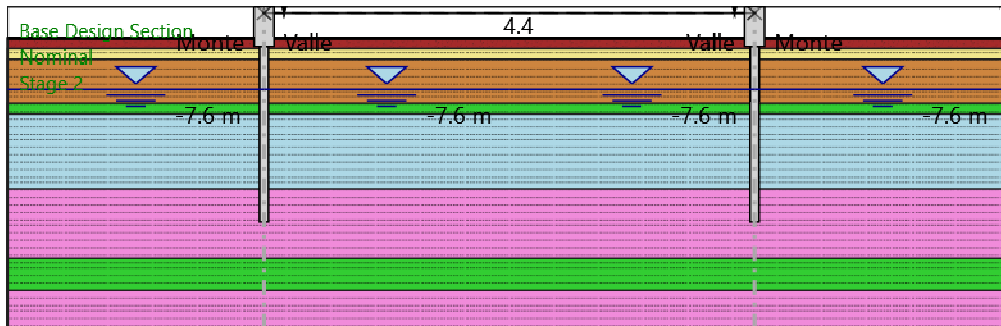 Base Design Section
Nominal
Stage 2
4.4
Monte Valle Valle Monte
-7.6 m -7.6 m -7.6 m -7.6 m